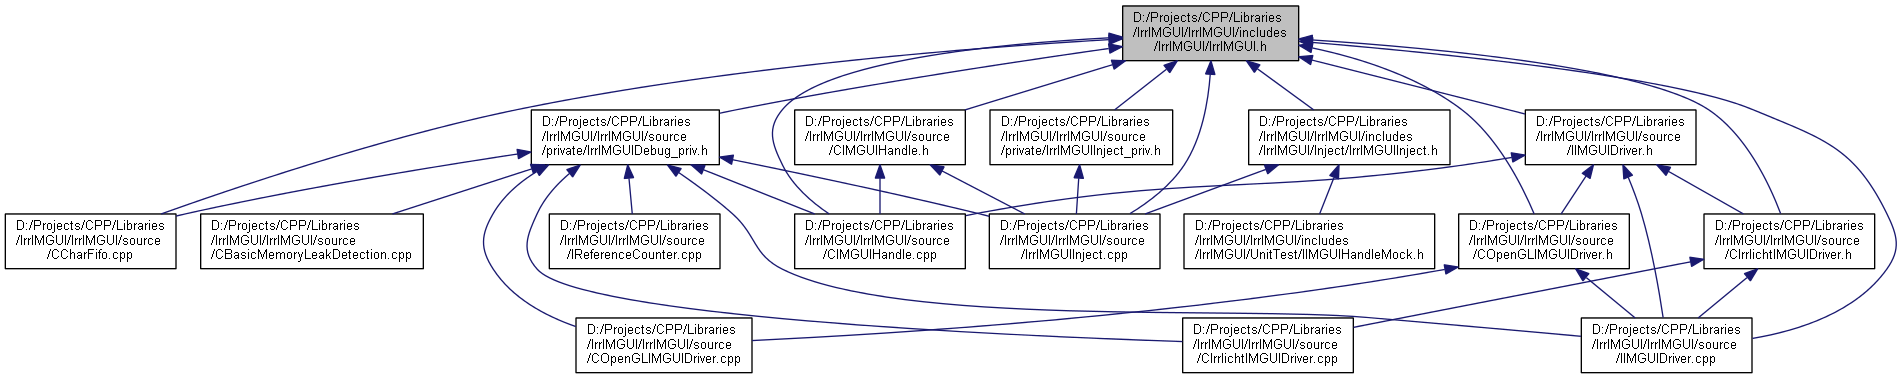 D:/Projects/CPP/Libraries
/IrrIMGUI/IrrIMGUI/includes
/IrrIMGUI/IrrIMGUI.h
D:/Projects/CPP/Libraries
/IrrIMGUI/IrrIMGUI/source
/private/IrrIMGUIDebug_priv.h
D:/Projects/CPP/Libraries
/IrrIMGUI/IrrIMGUI/source
/CIMGUIHandle.h
D:/Projects/CPP/Libraries
/IrrIMGUI/IrrIMGUI/source
/private/IrrIMGUIInject_priv.h
D:/Projects/CPP/Libraries
/IrrIMGUI/IrrIMGUI/includes
/IrrIMGUI/Inject/IrrIMGUIInject.h
D:/Projects/CPP/Libraries
/IrrIMGUI/IrrIMGUI/source
/IIMGUIDriver.h
D:/Projects/CPP/Libraries
/IrrIMGUI/IrrIMGUI/source
/CCharFifo.cpp
D:/Projects/CPP/Libraries
/IrrIMGUI/IrrIMGUI/source
/CBasicMemoryLeakDetection.cpp
D:/Projects/CPP/Libraries
/IrrIMGUI/IrrIMGUI/source
/IReferenceCounter.cpp
D:/Projects/CPP/Libraries
/IrrIMGUI/IrrIMGUI/source
/CIMGUIHandle.cpp
D:/Projects/CPP/Libraries
/IrrIMGUI/IrrIMGUI/source
/IrrIMGUIInject.cpp
D:/Projects/CPP/Libraries
/IrrIMGUI/IrrIMGUI/includes
/IrrIMGUI/UnitTest/IIMGUIHandleMock.h
D:/Projects/CPP/Libraries
/IrrIMGUI/IrrIMGUI/source
/COpenGLIMGUIDriver.h
D:/Projects/CPP/Libraries
/IrrIMGUI/IrrIMGUI/source
/CIrrlichtIMGUIDriver.h
D:/Projects/CPP/Libraries
/IrrIMGUI/IrrIMGUI/source
/COpenGLIMGUIDriver.cpp
D:/Projects/CPP/Libraries
/IrrIMGUI/IrrIMGUI/source
/CIrrlichtIMGUIDriver.cpp
D:/Projects/CPP/Libraries
/IrrIMGUI/IrrIMGUI/source
/IIMGUIDriver.cpp